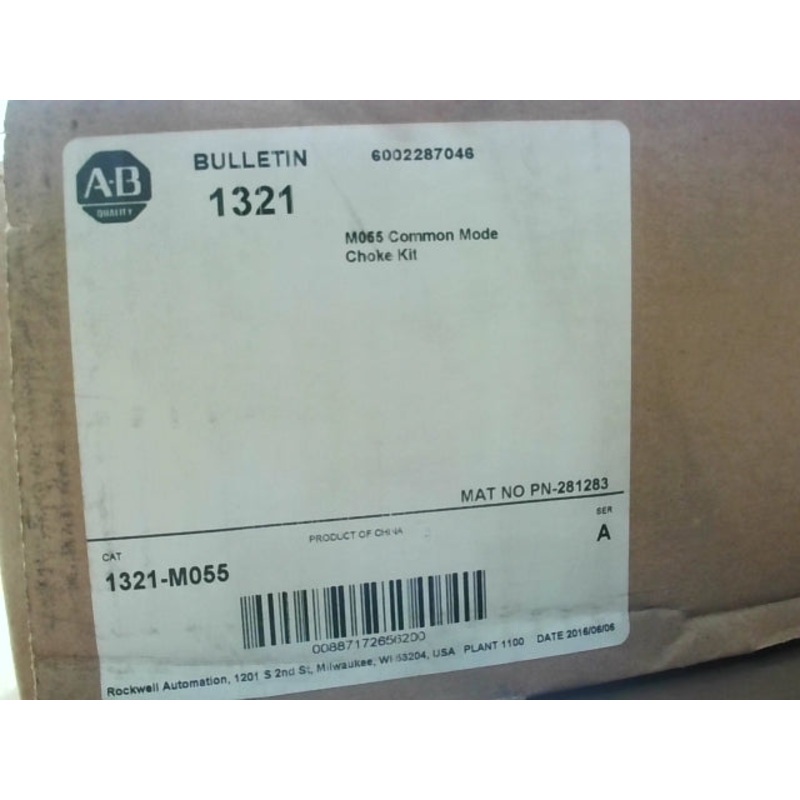 A·B
QUALITY
BULLETIN 6002287046
1321
M055 Common Mode
Choke Kit
MAT NO PN-281283
CAT PRODUCT OF CHINA SER
1321-M055 A
00887172656200
Rockwell Automation, 1201 S 2nd St, Milwaukee, WI 53204, USA PLANT 1100 DATE 2016/06/06